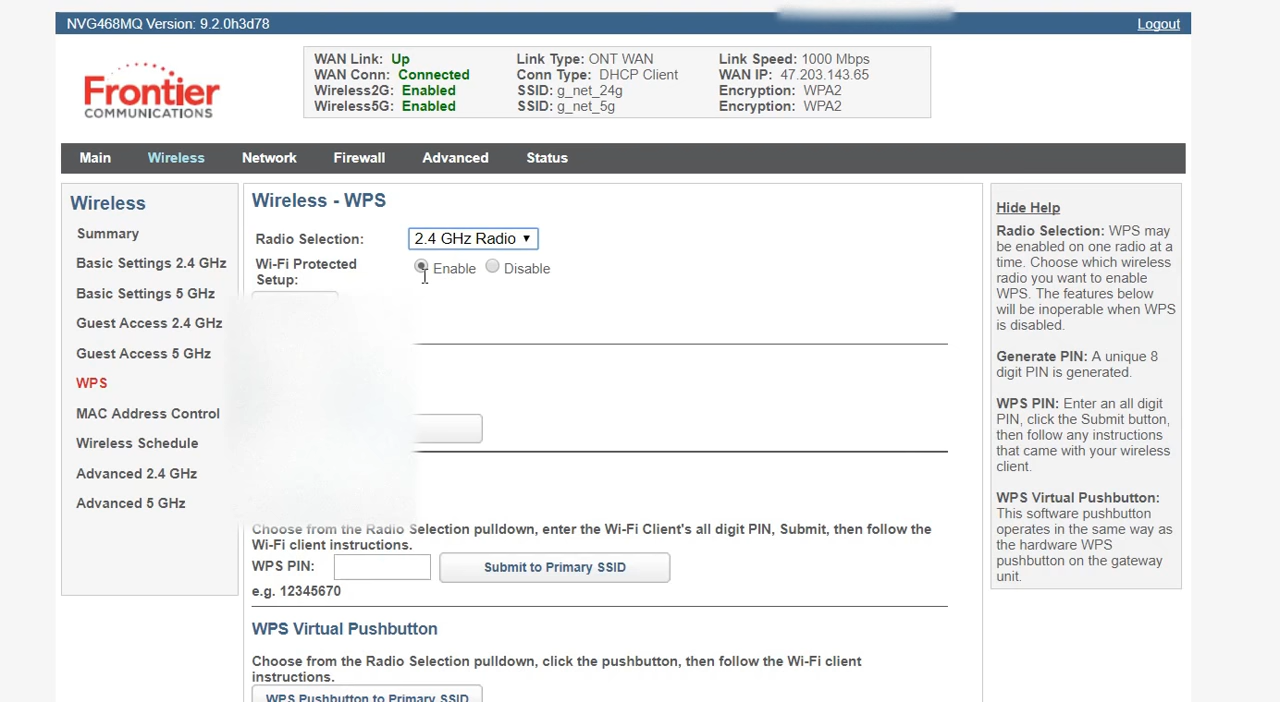 NVG468MQ Version: 9.2.0h3d78
Logout
Frontier
COMMUNICATIONS
WAN Link: Up
WAN Conn: Connected
Wireless2G: Enabled
Wireless5G: Enabled
Link Type: ONT WAN
Conn Type: DHCP Client
SSID: g_net_24g
SSID: g_net_5g
Link Speed: 1000 Mbps
WAN IP: 47.203.143.65
Encryption: WPA2
Encryption: WPA2
Main Wireless Network Firewall Advanced Status
Wireless
Summary
Basic Settings 2.4 GHz
Basic Settings 5 GHz
Guest Access 2.4 GHz
Guest Access 5 GHz
WPS
MAC Address Control
Wireless Schedule
Advanced 2.4 GHz
Advanced 5 GHz
Wireless - WPS
Radio Selection: 2.4 GHz Radio
Wi-Fi Protected
Setup: Enable Disable
Choose from the Radio Selection pulldown, enter the Wi-Fi Client's all digit PIN, Submit, then follow the
Wi-Fi client instructions.
WPS PIN: Submit to Primary SSID
e.g. 12345670
WPS Virtual Pushbutton
Choose from the Radio Selection pulldown, click the pushbutton, then follow the Wi-Fi client
instructions.
WPS Pushbutton to Primary SSID
Hide Help
Radio Selection: WPS may
be enabled on one radio at a
time. Choose which wireless
radio you want to enable
WPS. The features below
will be inoperable when WPS
is disabled.
Generate PIN: A unique 8
digit PIN is generated.
WPS PIN: Enter an all digit
PIN, click the Submit button,
then follow any instructions
that came with your wireless
client.
WPS Virtual Pushbutton:
This software pushbutton
operates in the same way as
the hardware WPS
pushbutton on the gateway
unit.